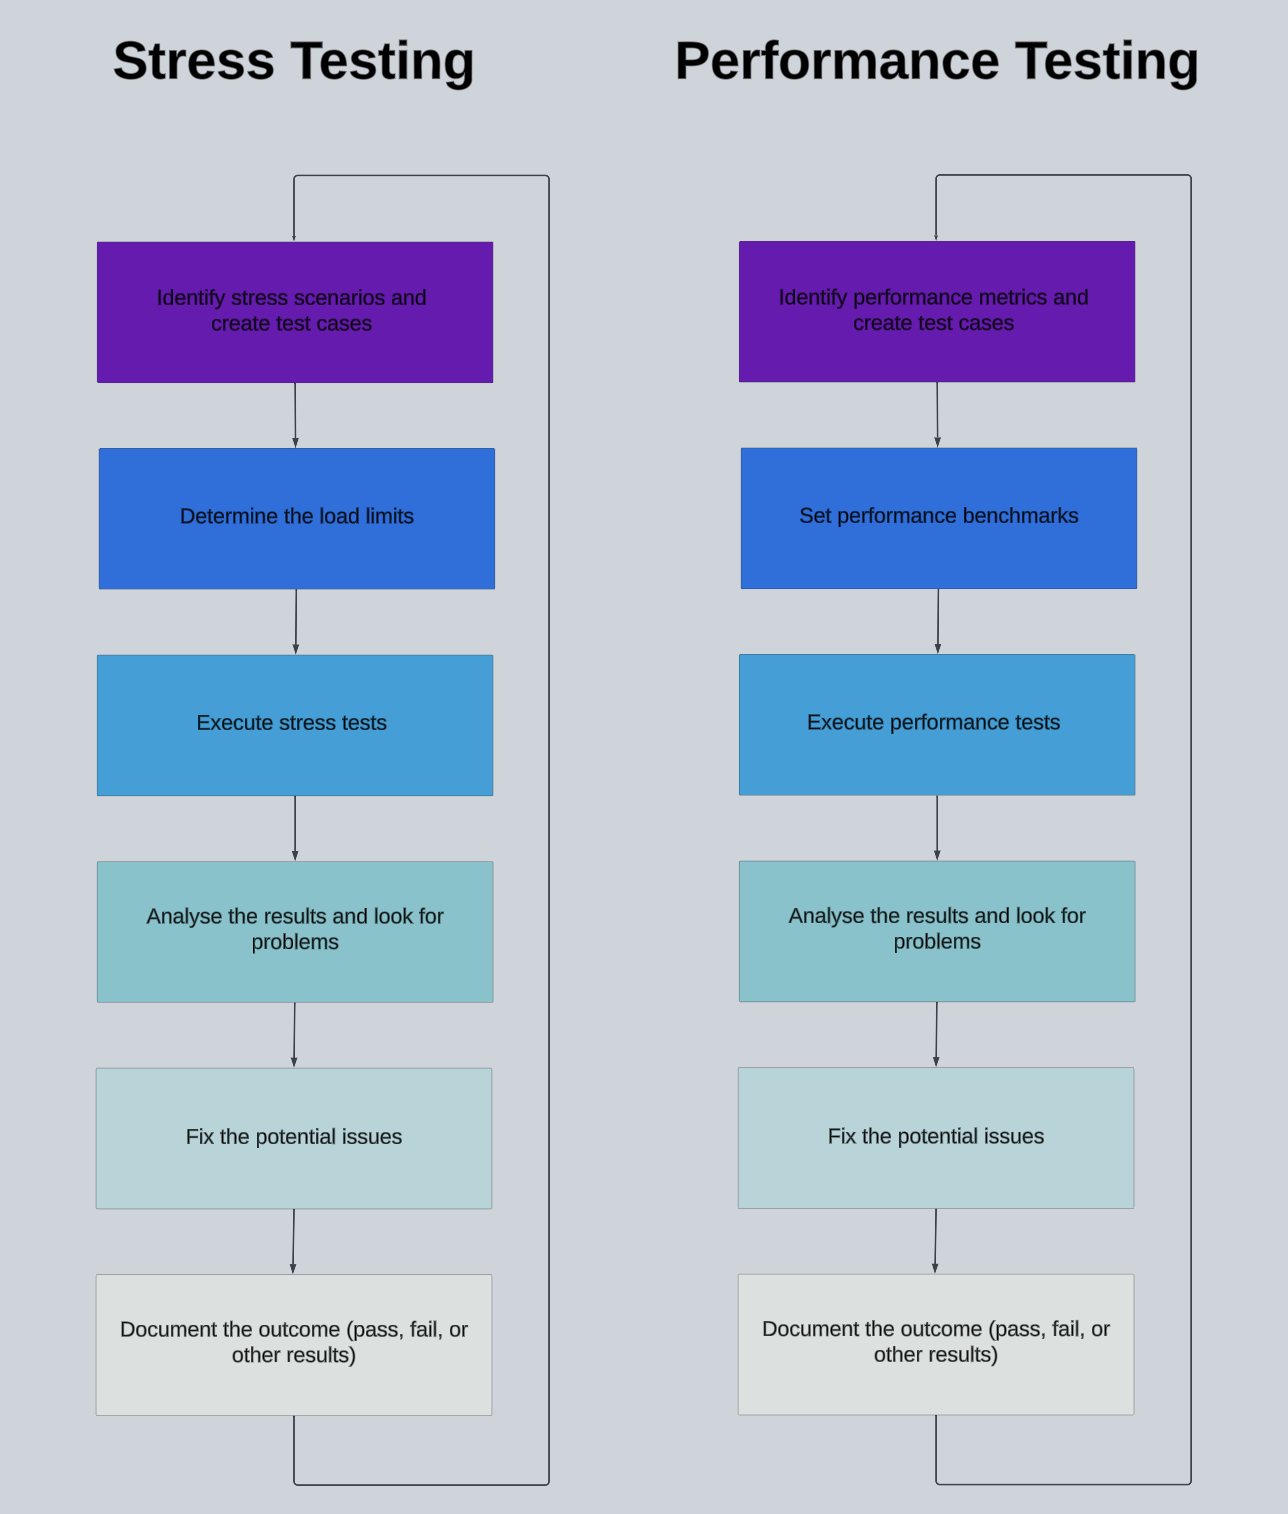 Stress Testing
Identify stress scenarios and
create test cases
Determine the load limits
Execute stress tests
Analyse the results and look for
problems
Fix the potential issues
Document the outcome (pass, fail, or
other results)
Performance Testing
Identify performance metrics and
create test cases
Set performance benchmarks
Execute performance tests
Analyse the results and look for
problems
Fix the potential issues
Document the outcome (pass, fail, or
other results)